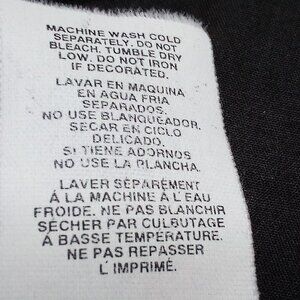 MACHINE WASH COLD
SEPARATELY. DO NOT
BLEACH. TUMBLE DRY
LOW. DO NOT IRON
IF DECORATED.
LAVAR EN MAQUINA
EN AGUA FRIA
SEPARADOS.
NO USE BLANQUEADOR.
SECAR EN CICLO
DELICADO.
SI TIENE ADORNOS
NO USE LA PLANCHA.
LAVER SÉPARÉMENT
À LA MACHINE À L'EAU
FROIDE. NE PAS BLANCHIR
SÉCHER PAR CULBUTAGE
À BASSE TEMPÉRATURE.
NE PAS REPASSER
L'IMPRIMÉ.